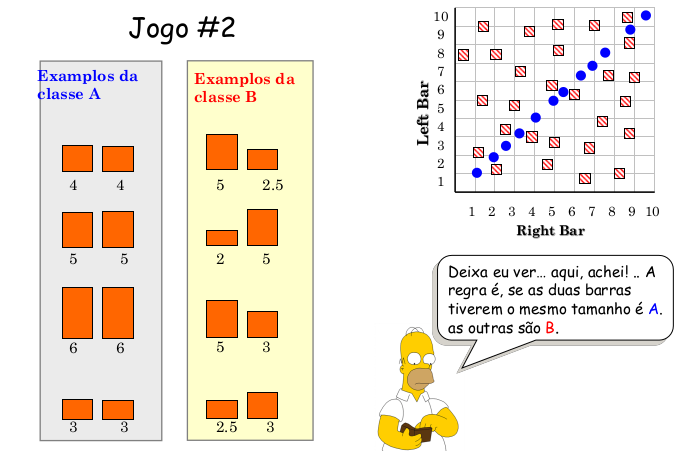 Jogo #2
Examplos da
classe A
4 4
5 5
6 6
3 3
Examplos da
classe B
5 2.5
2 5
5 3
2.5 3
Left Bar
10
9
8
7
6
5
4
3
2
1
1 2 3 4 5 6 7 8 9 10
Right Bar
Deixa eu ver... aqui, achei! .. A
regra é, se as duas barras
tiverem o mesmo tamanho é A.
as outras são B.